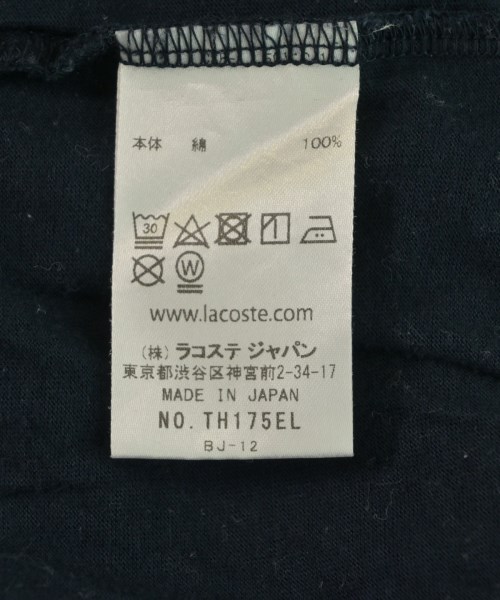 本体 綿 100%
30
W
www.lacoste.com
(株) ラコステ ジャパン
東京都渋谷区神宮前2-34-17
MADE IN JAPAN
NO. TH175EL
BJ-12